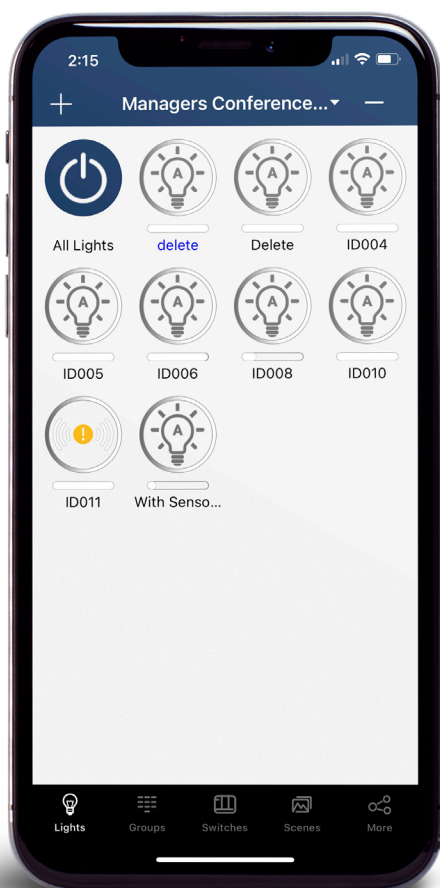 2:15
Managers Conference...
All Lights
delete
Delete
ID004
A
A
A
ID005
ID006
ID008
ID010
A
A
A
A
ID011
With Senso...
!
A
Lights
Groups
Switches
Scenes
More